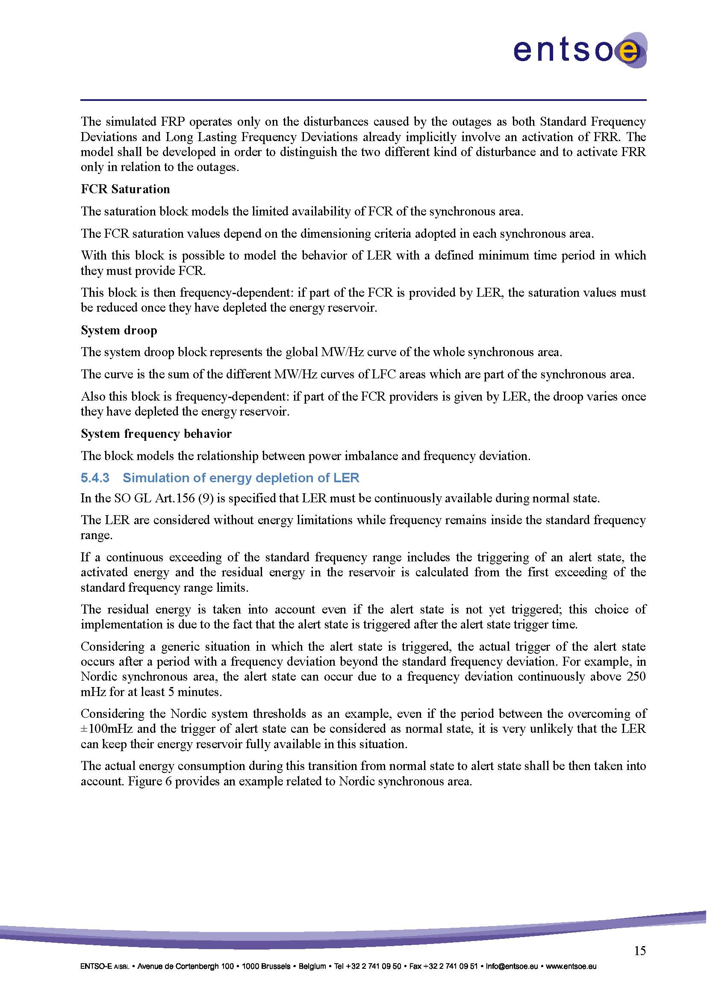 entsoe
The simulated FRP operates only on the disturbances caused by the outages as both Standard Frequency
Deviations and Long Lasting Frequency Deviations already implicitly involve an activation of FRR. The
model shall be developed in order to distinguish the two different kind of disturbance and to activate FRR
only in relation to the outages.
FCR Saturation
The saturation block models the limited availability of FCR of the synchronous area.
The FCR saturation values depend on the dimensioning criteria adopted in each synchronous area.
With this block is possible to model the behavior of LER with a defined minimum time period in which
they must provide FCR.
This block is then frequency-dependent: if part of the FCR is provided by LER, the saturation values must
be reduced once they have depleted the energy reservoir.
System droop
The system droop block represents the global MW/Hz curve of the whole synchronous area.
The curve is the sum of the different MW/Hz curves of LFC areas which are part of the synchronous area.
Also this block is frequency-dependent: if part of the FCR providers is given by LER, the droop varies once
they have depleted the energy reservoir.
System frequency behavior
The block models the relationship between power imbalance and frequency deviation.
5.4.3 Simulation of energy depletion of LER
In the SO GL Art.156 (9) is specified that LER must be continuously available during normal state.
The LER are considered without energy limitations while frequency remains inside the standard frequency
range.
If a continuous exceeding of the standard frequency range includes the triggering of an alert state, the
activated energy and the residual energy in the reservoir is calculated from the first exceeding of the
standard frequency range limits.
The residual energy is taken into account even if the alert state is not yet triggered; this choice of
implementation is due to the fact that the alert state is triggered after the alert state trigger time.
Considering a generic situation in which the alert state is triggered, the actual trigger of the alert state
occurs after a period with a frequency deviation beyond the standard frequency deviation. For example, in
Nordic synchronous area, the alert state can occur due to a frequency deviation continuously above 250
mHz for at least 5 minutes.
Considering the Nordic system thresholds as an example, even if the period between the overcoming of
±100mHz and the trigger of alert state can be considered as normal state, it is very unlikely that the LER
can keep their energy reservoir fully available in this situation.
The actual energy consumption during this transition from normal state to alert state shall be then taken into
account. Figure 6 provides an example related to Nordic synchronous area.
15
ENTSO-E AISBL • Avenue de Cortenbergh 100 • 1000 Brussels • Belgium • Tel +32 2 741 09 50 • Fax +32 2 741 09 51 • info@entsoe.eu • www.entsoe.eu